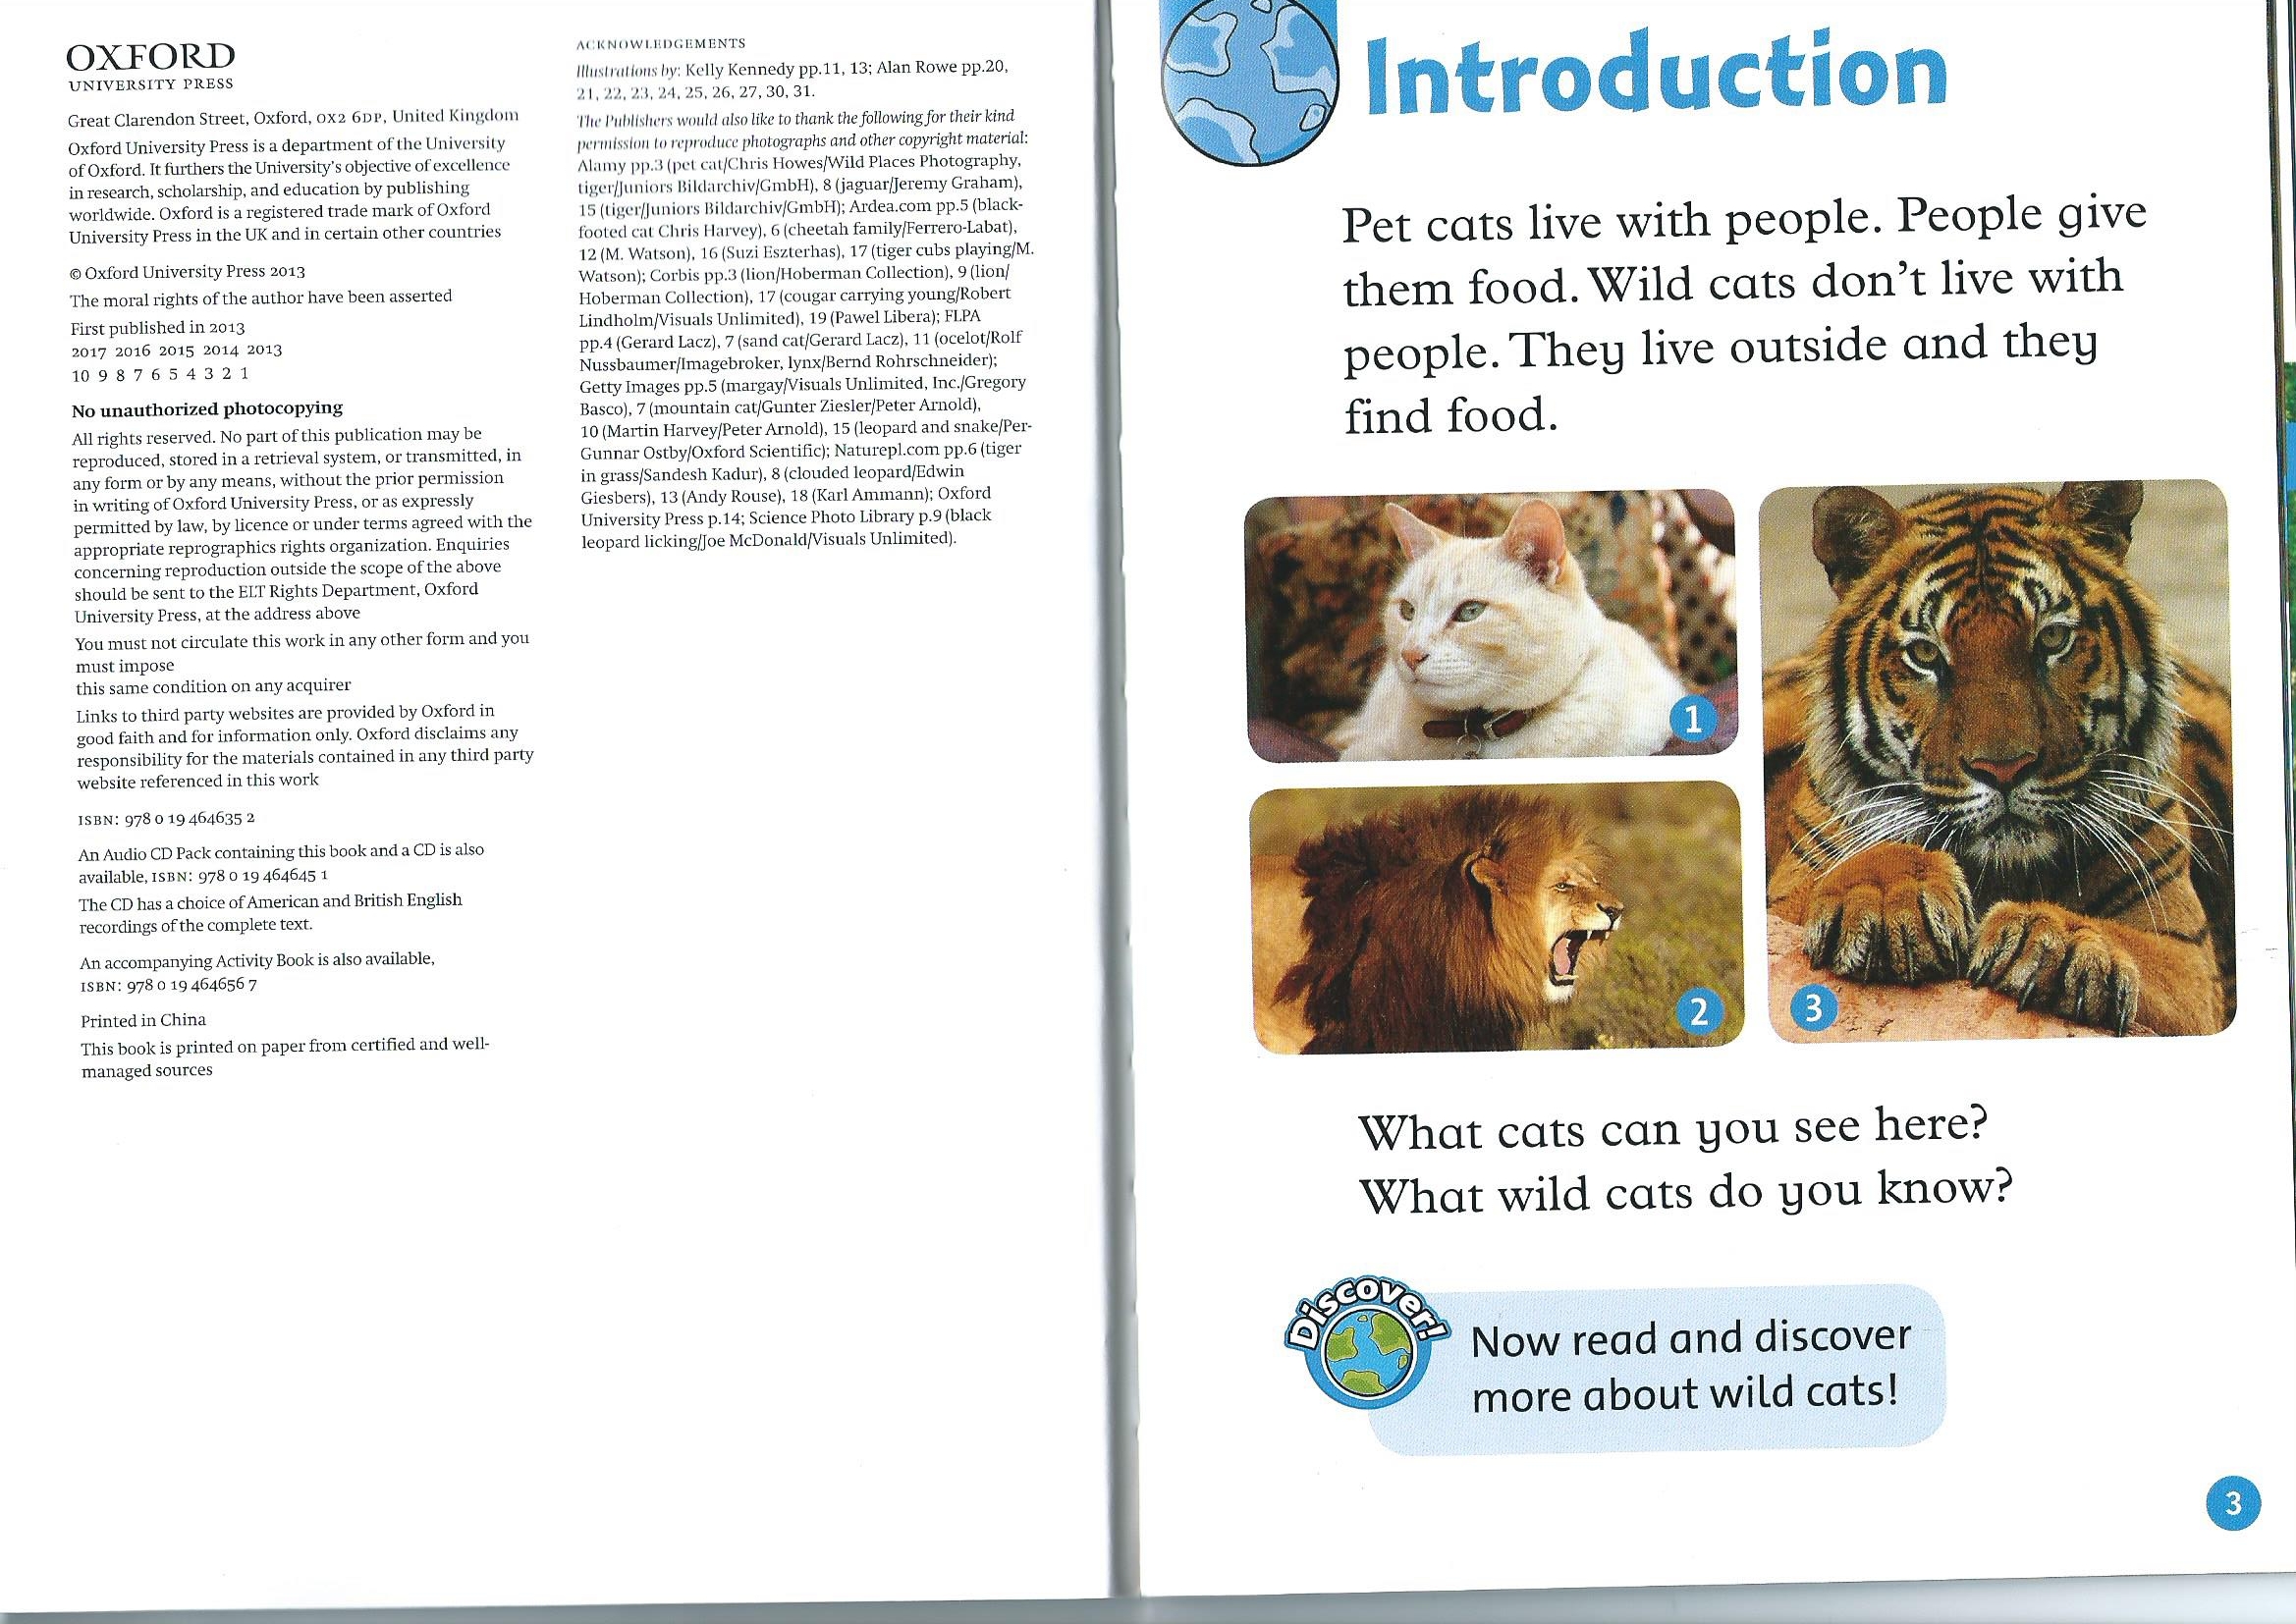 OXFORD
UNIVERSITY PRESS
Great Clarendon Street, Oxford, OX2 6DP, United Kingdom
Oxford University Press is a department of the University
of Oxford. It furthers the University's objective of excellence
in research, scholarship, and education by publishing
worldwide. Oxford is a registered trade mark of Oxford
University Press in the UK and in certain other countries
© Oxford University Press 2013
The moral rights of the author have been asserted
First published in 2013
2017 2016 2015 2014 2013
10 9 8 7 6 5 4 3 2 1
No unauthorized photocopying
All rights reserved. No part of this publication may be
reproduced, stored in a retrieval system, or transmitted, in
any form or by any means, without the prior permission
in writing of Oxford University Press, or as expressly
permitted by law, by licence or under terms agreed with the
appropriate reprographics rights organization. Enquiries
concerning reproduction outside the scope of the above
should be sent to the ELT Rights Department, Oxford
University Press, at the address above
You must not circulate this work in any other form and you
must impose
this same condition on any acquirer
Links to third party websites are provided by Oxford in
good faith and for information only. Oxford disclaims any
responsibility for the materials contained in any third party
website referenced in this work
ISBN: 978 0 19 464635 2
An Audio CD Pack containing this book and a CD is also
available, ISBN: 978 0 19 464645 1
The CD has a choice of American and British English
recordings of the complete text.
An accompanying Activity Book is also available,
ISBN: 978 0 19 464656 7
Printed in China
This book is printed on paper from certified and well-
managed sources
ACKNOWLEDGEMENTS
Illustrations by: Kelly Kennedy pp.11, 13; Alan Rowe pp.20,
21, 22, 23, 24, 25, 26, 27, 30, 31.
The Publishers would also like to thank the following for their kind
permission to reproduce photographs and other copyright material:
Alamy pp.3 (pet cat/Chris Howes/Wild Places Photography,
tiger/Juniors Bildarchiv/GmbH), 8 (jaguar/Jeremy Graham),
15 (tiger/Juniors Bildarchiv/GmbH); Ardea.com pp.5 (black-
footed cat Chris Harvey), 6 (cheetah family/Ferrero-Labat),
12 (M. Watson), 16 (Suzi Eszterhas), 17 (tiger cubs playing/M.
Watson); Corbis pp.3 (lion/Hoberman Collection), 9 (lion/
Hoberman Collection), 17 (cougar carrying young/Robert
Lindholm/Visuals Unlimited), 19 (Pawel Libera); FLPA
pp.4 (Gerard Lacz), 7 (sand cat/Gerard Lacz), 11 (ocelot/Rolf
Nussbaumer/Imagebroker, lynx/Bernd Rohrschneider);
Getty Images pp.5 (margay/Visuals Unlimited, Inc./Gregory
Basco), 7 (mountain cat/Gunter Ziesler/Peter Arnold),
10 (Martin Harvey/Peter Arnold), 15 (leopard and snake/Per-
Gunnar Ostby/Oxford Scientific); Naturepl.com pp.6 (tiger
in grass/Sandesh Kadur), 8 (clouded leopard/Edwin
Giesbers), 13 (Andy Rouse), 18 (Karl Ammann); Oxford
University Press p.14; Science Photo Library p.9 (black
leopard licking/Joe McDonald/Visuals Unlimited).
Introduction
Pet cats live with people. People give
them food. Wild cats don't live with
people. They live outside and they
find food.
1
2
3
What cats can you see here?
What wild cats do you know?
Discover!
Now read and discover
more about wild cats!
3